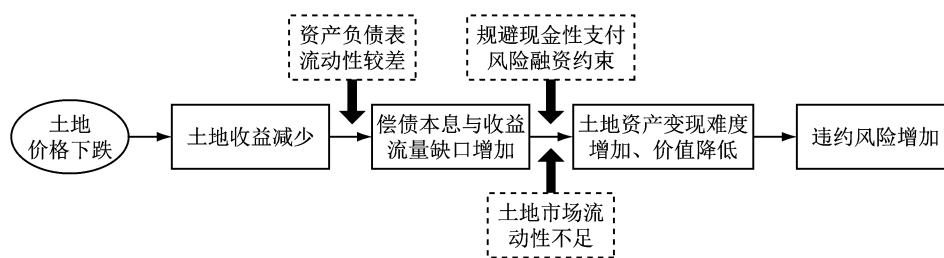 资产负债表
流动性较差
规避现金性支付
风险融资约束
土地
价格下跌
土地收益减少
偿债本息与收益
流量缺口增加
土地资产变现难度
增加、价值降低
违约风险增加
土地市场流
动性不足